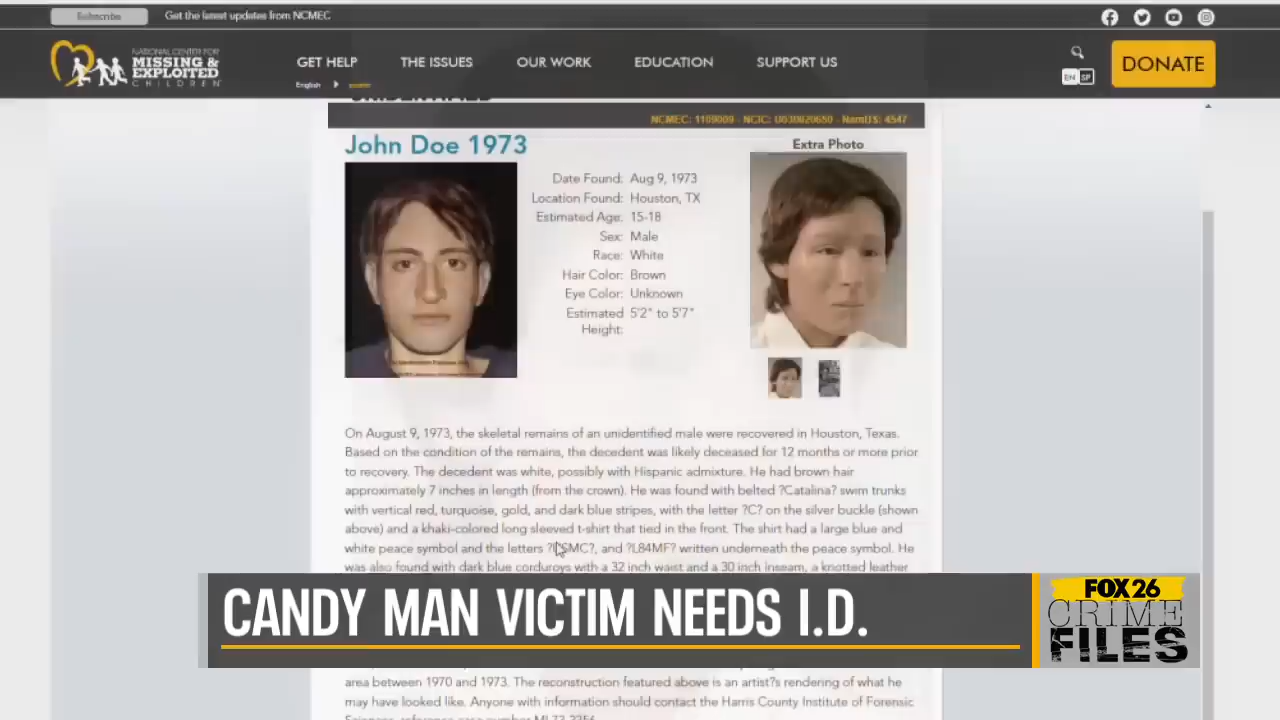 Subscribe
Get the latest updates from NCMEC
NATIONAL CENTER FOR
MISSING &
EXPLOITED
CHILDREN
GET HELP
THE ISSUES
OUR WORK
EDUCATION
SUPPORT US
English
EN SP
DONATE
NCMEC: 1109009 - NCIC: U030020680 - NamUS: 4547
John Doe 1973
Extra Photo
Date Found: Aug 9, 1973
Location Found: Houston, TX
Estimated Age: 15-18
Sex: Male
Race: White
Hair Color: Brown
Eye Color: Unknown
Estimated Height: 5'2" to 5'7"
On August 9, 1973, the skeletal remains of an unidentified male were recovered in Houston, Texas.
Based on the condition of the remains, the decedent was likely deceased for 12 months or more prior
to recovery. The decedent was white, possibly with Hispanic admixture. He had brown hair
approximately 7 inches in length (from the crown). He was found with belted ?Catalina? swim trunks
with vertical red, turquoise, gold, and dark blue stripes, with the letter ?C? on the silver buckle (shown
above) and a khaki-colored long sleeved t-shirt that tied in the front. The shirt had a large blue and
white peace symbol and the letters SMC?, and ?L84MF? written underneath the peace symbol. He
was also found with dark blue corduroys with a 32 inch waist and a 30 inch inseam, a knotted leather
CANDY MAN VICTIM NEEDS I.D.
FOX 26
CRIME
FILES
area between 1970 and 1973. The reconstruction featured above is an artist?s rendering of what he
may have looked like. Anyone with information should contact the Harris County Institute of Forensic